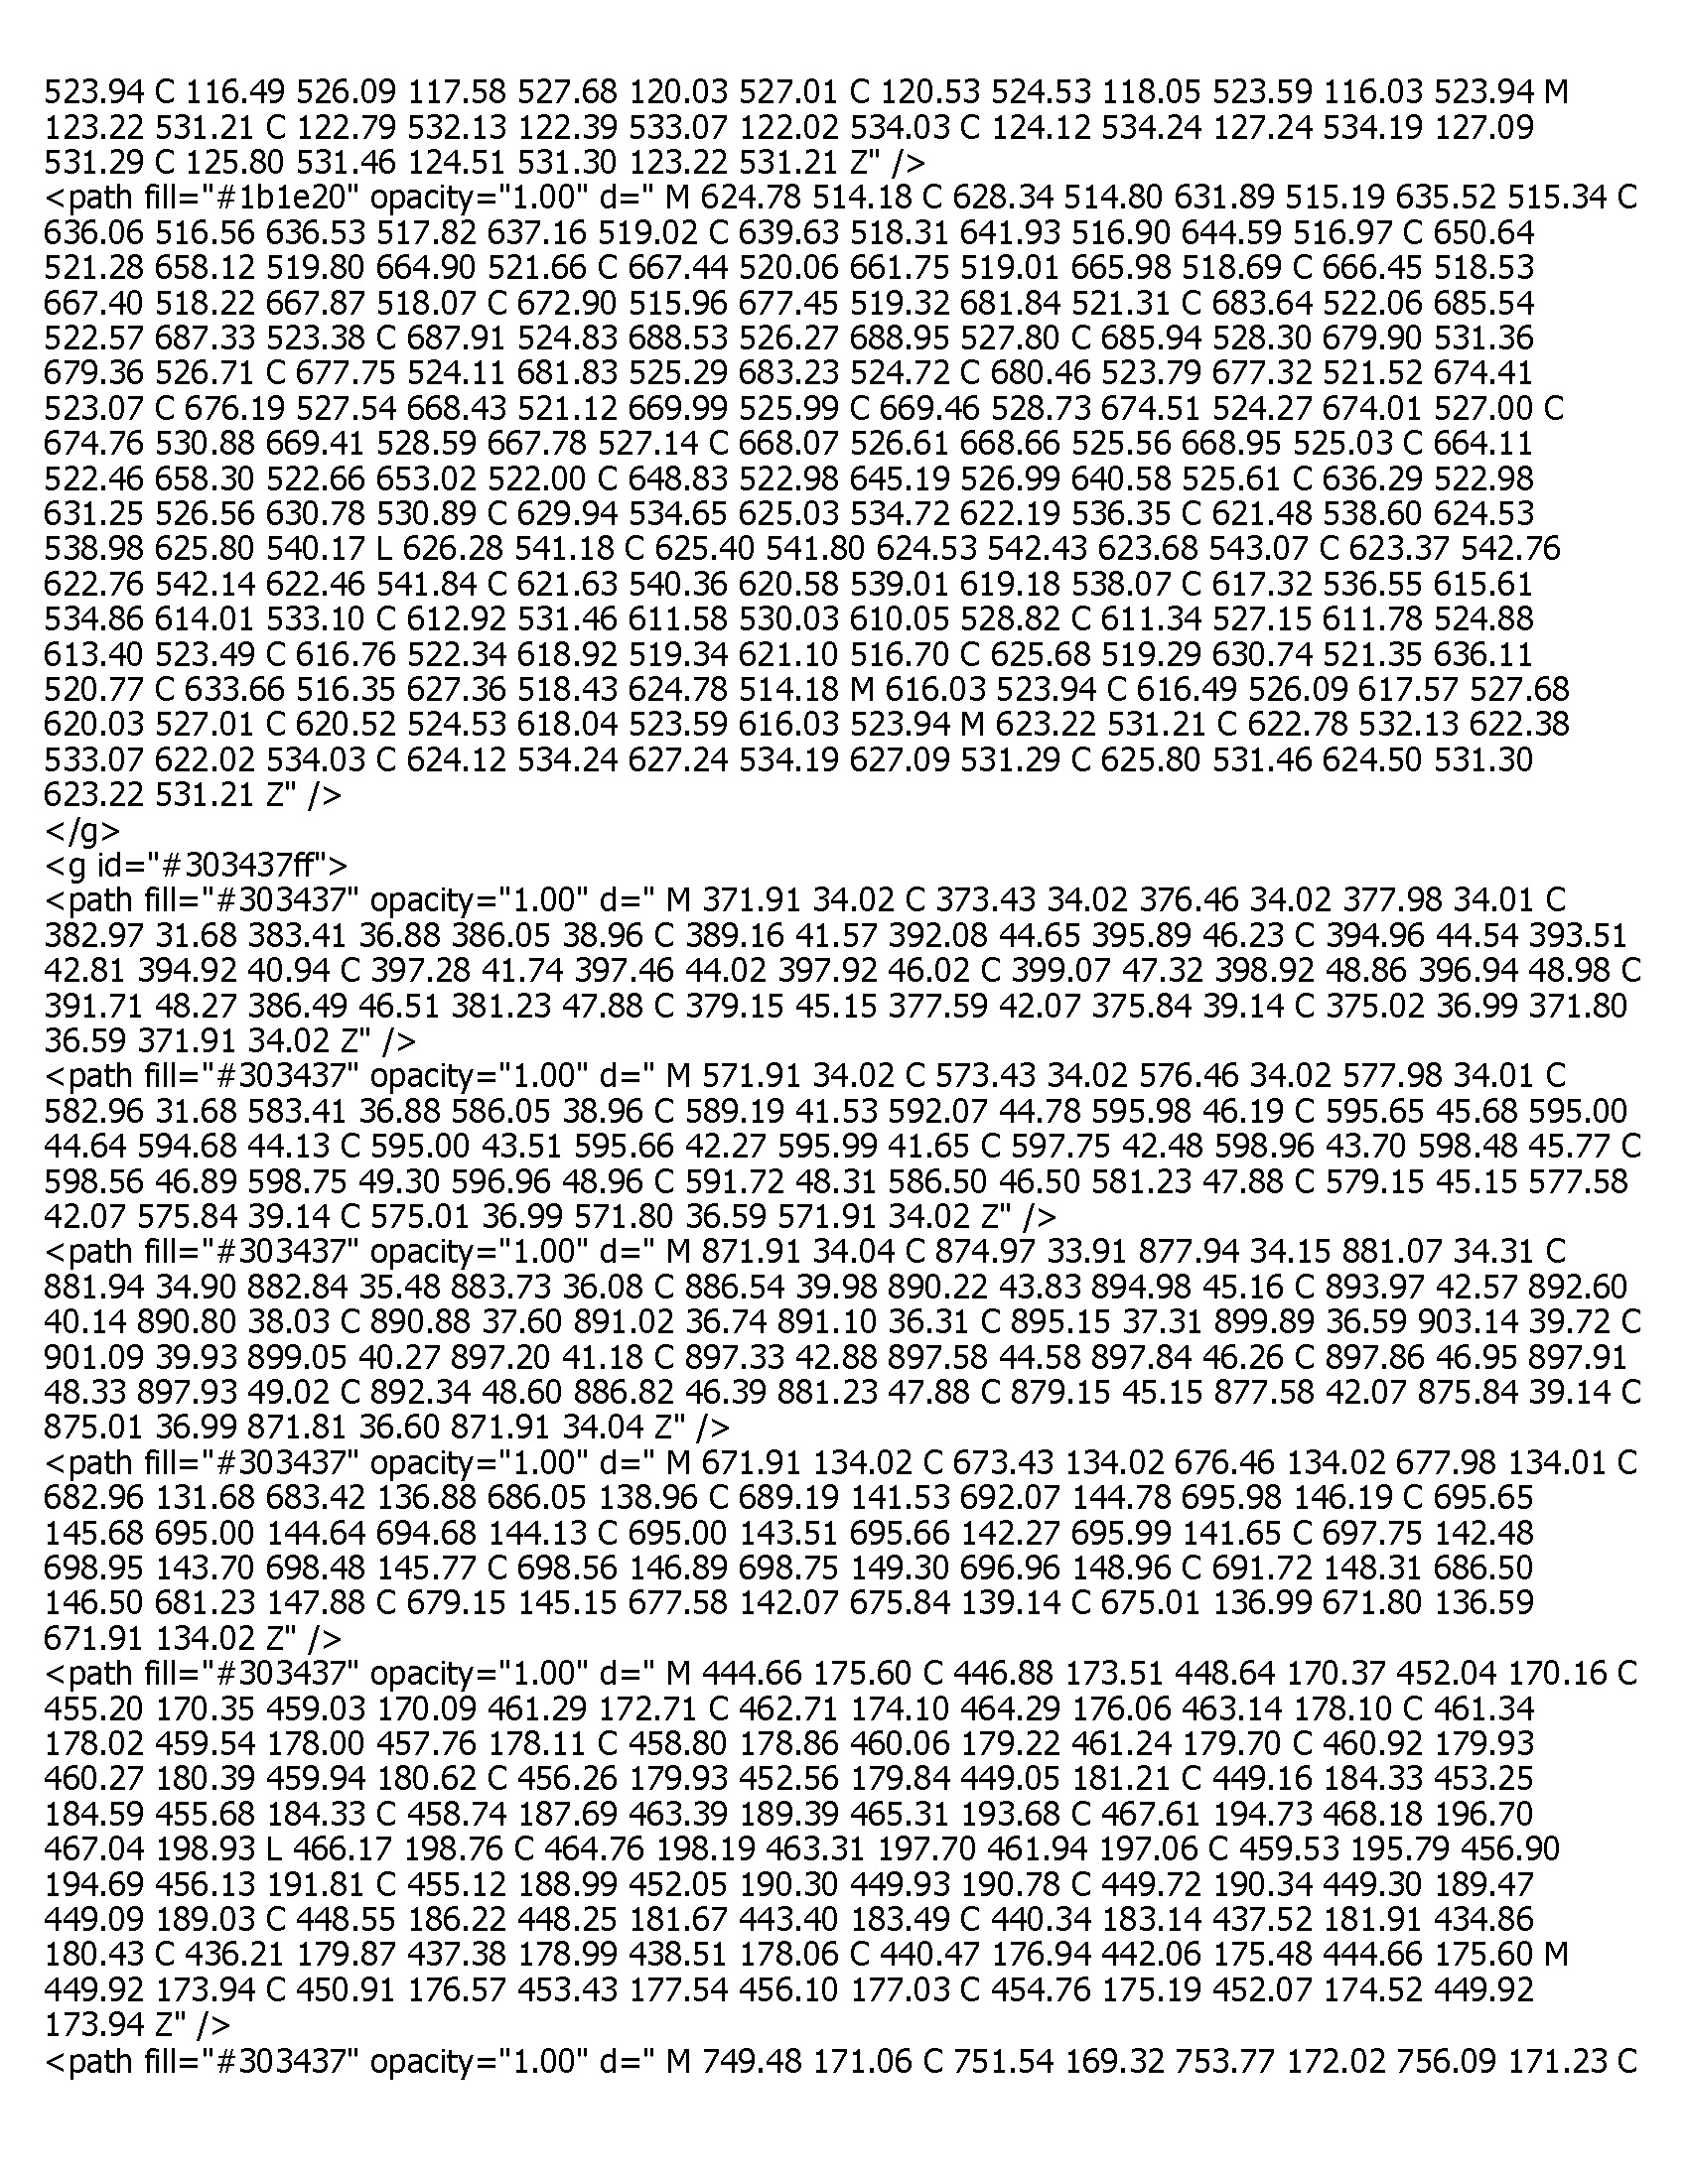 523.94 C 116.49 526.09 117.58 527.68 120.03 527.01 C 120.53 524.53 118.05 523.59 116.03 523.94 M
123.22 531.21 C 122.79 532.13 122.39 533.07 122.02 534.03 C 124.12 534.24 127.24 534.19 127.09
531.29 C 125.80 531.46 124.51 531.30 123.22 531.21 Z" />
<path fill="#1b1e20" opacity="1.00" d=" M 624.78 514.18 C 628.34 514.80 631.89 515.19 635.52 515.34 C
636.06 516.56 636.53 517.82 637.16 519.02 C 639.63 518.31 641.93 516.90 644.59 516.97 C 650.64
521.28 658.12 519.80 664.90 521.66 C 667.44 520.06 661.75 519.01 665.98 518.69 C 666.45 518.53
667.40 518.22 667.87 518.07 C 672.90 515.96 677.45 519.32 681.84 521.31 C 683.64 522.06 685.54
522.57 687.33 523.38 C 687.91 524.83 688.53 526.27 688.95 527.80 C 685.94 528.30 679.90 531.36
679.36 526.71 C 677.75 524.11 681.83 525.29 683.23 524.72 C 680.46 523.79 677.32 521.52 674.41
523.07 C 676.19 527.54 668.43 521.12 669.99 525.99 C 669.46 528.73 674.51 524.27 674.01 527.00 C
674.76 530.88 669.41 528.59 667.78 527.14 C 668.07 526.61 668.66 525.56 668.95 525.03 C 664.11
522.46 658.30 522.66 653.02 522.00 C 648.83 522.98 645.19 526.99 640.58 525.61 C 636.29 522.98
631.25 526.56 630.78 530.89 C 629.94 534.65 625.03 534.72 622.19 536.35 C 621.48 538.60 624.53
538.98 625.80 540.17 L 626.28 541.18 C 625.40 541.80 624.53 542.43 623.68 543.07 C 623.37 542.76
622.76 542.14 622.46 541.84 C 621.63 540.36 620.58 539.01 619.18 538.07 C 617.32 536.55 615.61
534.86 614.01 533.10 C 612.92 531.46 611.58 530.03 610.05 528.82 C 611.34 527.15 611.78 524.88
613.40 523.49 C 616.76 522.34 618.92 519.34 621.10 516.70 C 625.68 519.29 630.74 521.35 636.11
520.77 C 633.66 516.35 627.36 518.43 624.78 514.18 M 616.03 523.94 C 616.49 526.09 617.57 527.68
620.03 527.01 C 620.52 524.53 618.04 523.59 616.03 523.94 M 623.22 531.21 C 622.78 532.13 622.38
533.07 622.02 534.03 C 624.12 534.24 627.24 534.19 627.09 531.29 C 625.80 531.46 624.50 531.30
623.22 531.21 Z" />
</g>
<g id="#303437ff">
<path fill="#303437" opacity="1.00" d=" M 371.91 34.02 C 373.43 34.02 376.46 34.02 377.98 34.01 C
382.97 31.68 383.41 36.88 386.05 38.96 C 389.16 41.57 392.08 44.65 395.89 46.23 C 394.96 44.54 393.51
42.81 394.92 40.94 C 397.28 41.74 397.46 44.02 397.92 46.02 C 399.07 47.32 398.92 48.86 396.94 48.98 C
391.71 48.27 386.49 46.51 381.23 47.88 C 379.15 45.15 377.59 42.07 375.84 39.14 C 375.02 36.99 371.80
36.59 371.91 34.02 Z" />
<path fill="#303437" opacity="1.00" d=" M 571.91 34.02 C 573.43 34.02 576.46 34.02 577.98 34.01 C
582.96 31.68 583.41 36.88 586.05 38.96 C 589.19 41.53 592.07 44.78 595.98 46.19 C 595.65 45.68 595.00
44.64 594.68 44.13 C 595.00 43.51 595.66 42.27 595.99 41.65 C 597.75 42.48 598.96 43.70 598.48 45.77 C
598.56 46.89 598.75 49.30 596.96 48.96 C 591.72 48.31 586.50 46.50 581.23 47.88 C 579.15 45.15 577.58
42.07 575.84 39.14 C 575.01 36.99 571.80 36.59 571.91 34.02 Z" />
<path fill="#303437" opacity="1.00" d=" M 871.91 34.04 C 874.97 33.91 877.94 34.15 881.07 34.31 C
881.94 34.90 882.84 35.48 883.73 36.08 C 886.54 39.98 890.22 43.83 894.98 45.16 C 893.97 42.57 892.60
40.14 890.80 38.03 C 890.88 37.60 891.02 36.74 891.10 36.31 C 895.15 37.31 899.89 36.59 903.14 39.72 C
901.09 39.93 899.05 40.27 897.20 41.18 C 897.33 42.88 897.58 44.58 897.84 46.26 C 897.86 46.95 897.91
48.33 897.93 49.02 C 892.34 48.60 886.82 46.39 881.23 47.88 C 879.15 45.15 877.58 42.07 875.84 39.14 C
875.01 36.99 871.81 36.60 871.91 34.04 Z" />
<path fill="#303437" opacity="1.00" d=" M 671.91 134.02 C 673.43 134.02 676.46 134.02 677.98 134.01 C
682.96 131.68 683.42 136.88 686.05 138.96 C 689.19 141.53 692.07 144.78 695.98 146.19 C 695.65
145.68 695.00 144.64 694.68 144.13 C 695.00 143.51 695.66 142.27 695.99 141.65 C 697.75 142.48
698.95 143.70 698.48 145.77 C 698.56 146.89 698.75 149.30 696.96 148.96 C 691.72 148.31 686.50
146.50 681.23 147.88 C 679.15 145.15 677.58 142.07 675.84 139.14 C 675.01 136.99 671.80 136.59
671.91 134.02 Z" />
<path fill="#303437" opacity="1.00" d=" M 444.66 175.60 C 446.88 173.51 448.64 170.37 452.04 170.16 C
455.20 170.35 459.03 170.09 461.29 172.71 C 462.71 174.10 464.29 176.06 463.14 178.10 C 461.34
178.02 459.54 178.00 457.76 178.11 C 458.80 178.86 460.06 179.22 461.24 179.70 C 460.92 179.93
460.27 180.39 459.94 180.62 C 456.26 179.93 452.56 179.84 449.05 181.21 C 449.16 184.33 453.25
184.59 455.68 184.33 C 458.74 187.69 463.39 189.39 465.31 193.68 C 467.61 194.73 468.18 196.70
467.04 198.93 L 466.17 198.76 C 464.76 198.19 463.31 197.70 461.94 197.06 C 459.53 195.79 456.90
194.69 456.13 191.81 C 455.12 188.99 452.05 190.30 449.93 190.78 C 449.72 190.34 449.30 189.47
449.09 189.03 C 448.55 186.22 448.25 181.67 443.40 183.49 C 440.34 183.14 437.52 181.91 434.86
180.43 C 436.21 179.87 437.38 178.99 438.51 178.06 C 440.47 176.94 442.06 175.48 444.66 175.60 M
449.92 173.94 C 450.91 176.57 453.43 177.54 456.10 177.03 C 454.76 175.19 452.07 174.52 449.92
173.94 Z" />
<path fill="#303437" opacity="1.00" d=" M 749.48 171.06 C 751.54 169.32 753.77 172.02 756.09 171.23 C